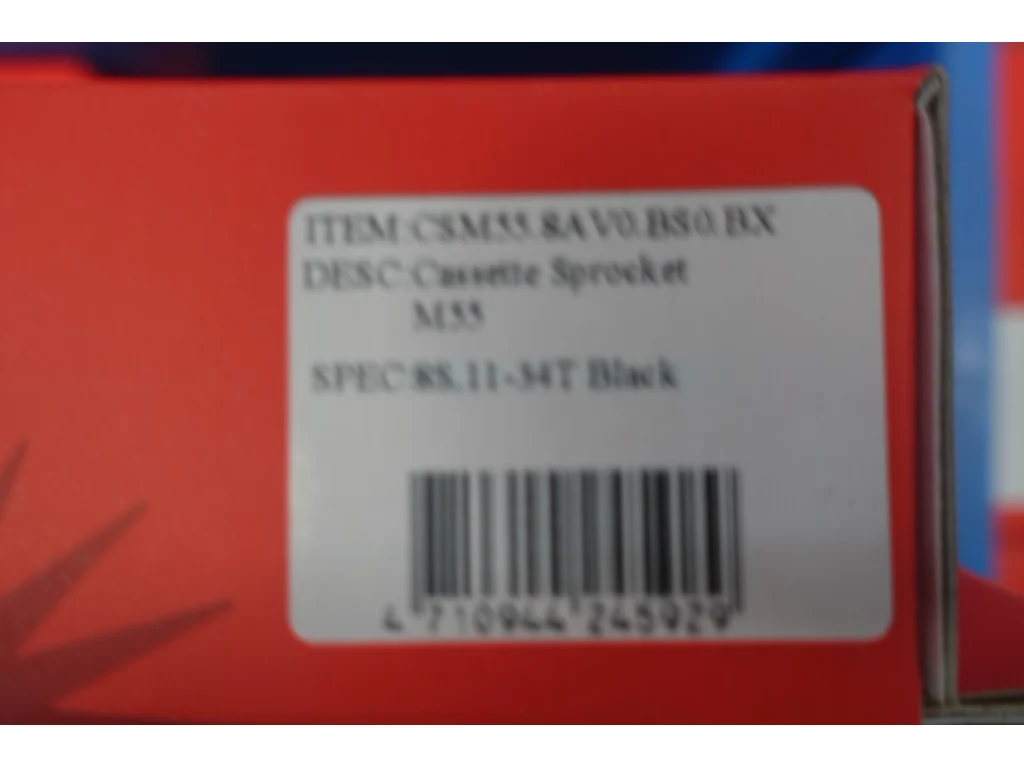 ITEM:CSM55.8AV0.BS0.BX
DESC:Cassette Sprocket
M55
SPEC:8S.11-34T Black
4 710944 245929